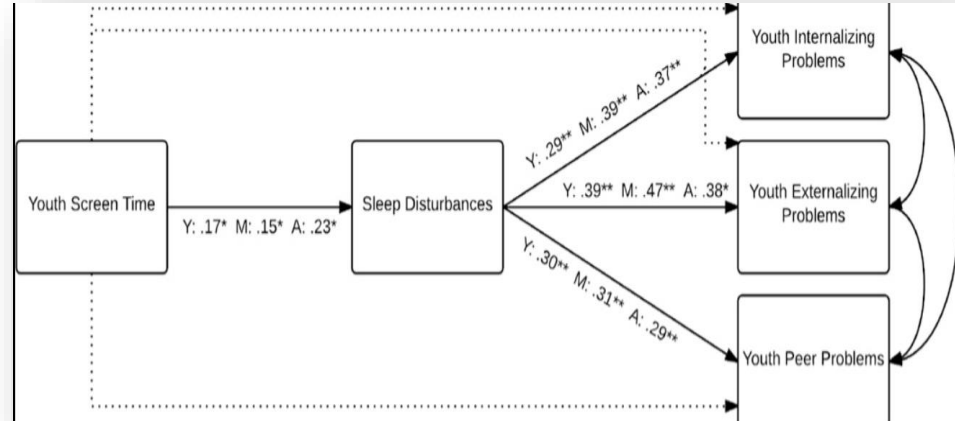 Youth Internalizing
Problems
Y: .29** M: .39** A: .37**
Youth Screen Time
Y: .17* M: .15* A: .23*
Sleep Disturbances
Y: .39** M: .47** A: .38*
Youth Externalizing
Problems
Y: .30** M: .31** A: .29**
Youth Peer Problems